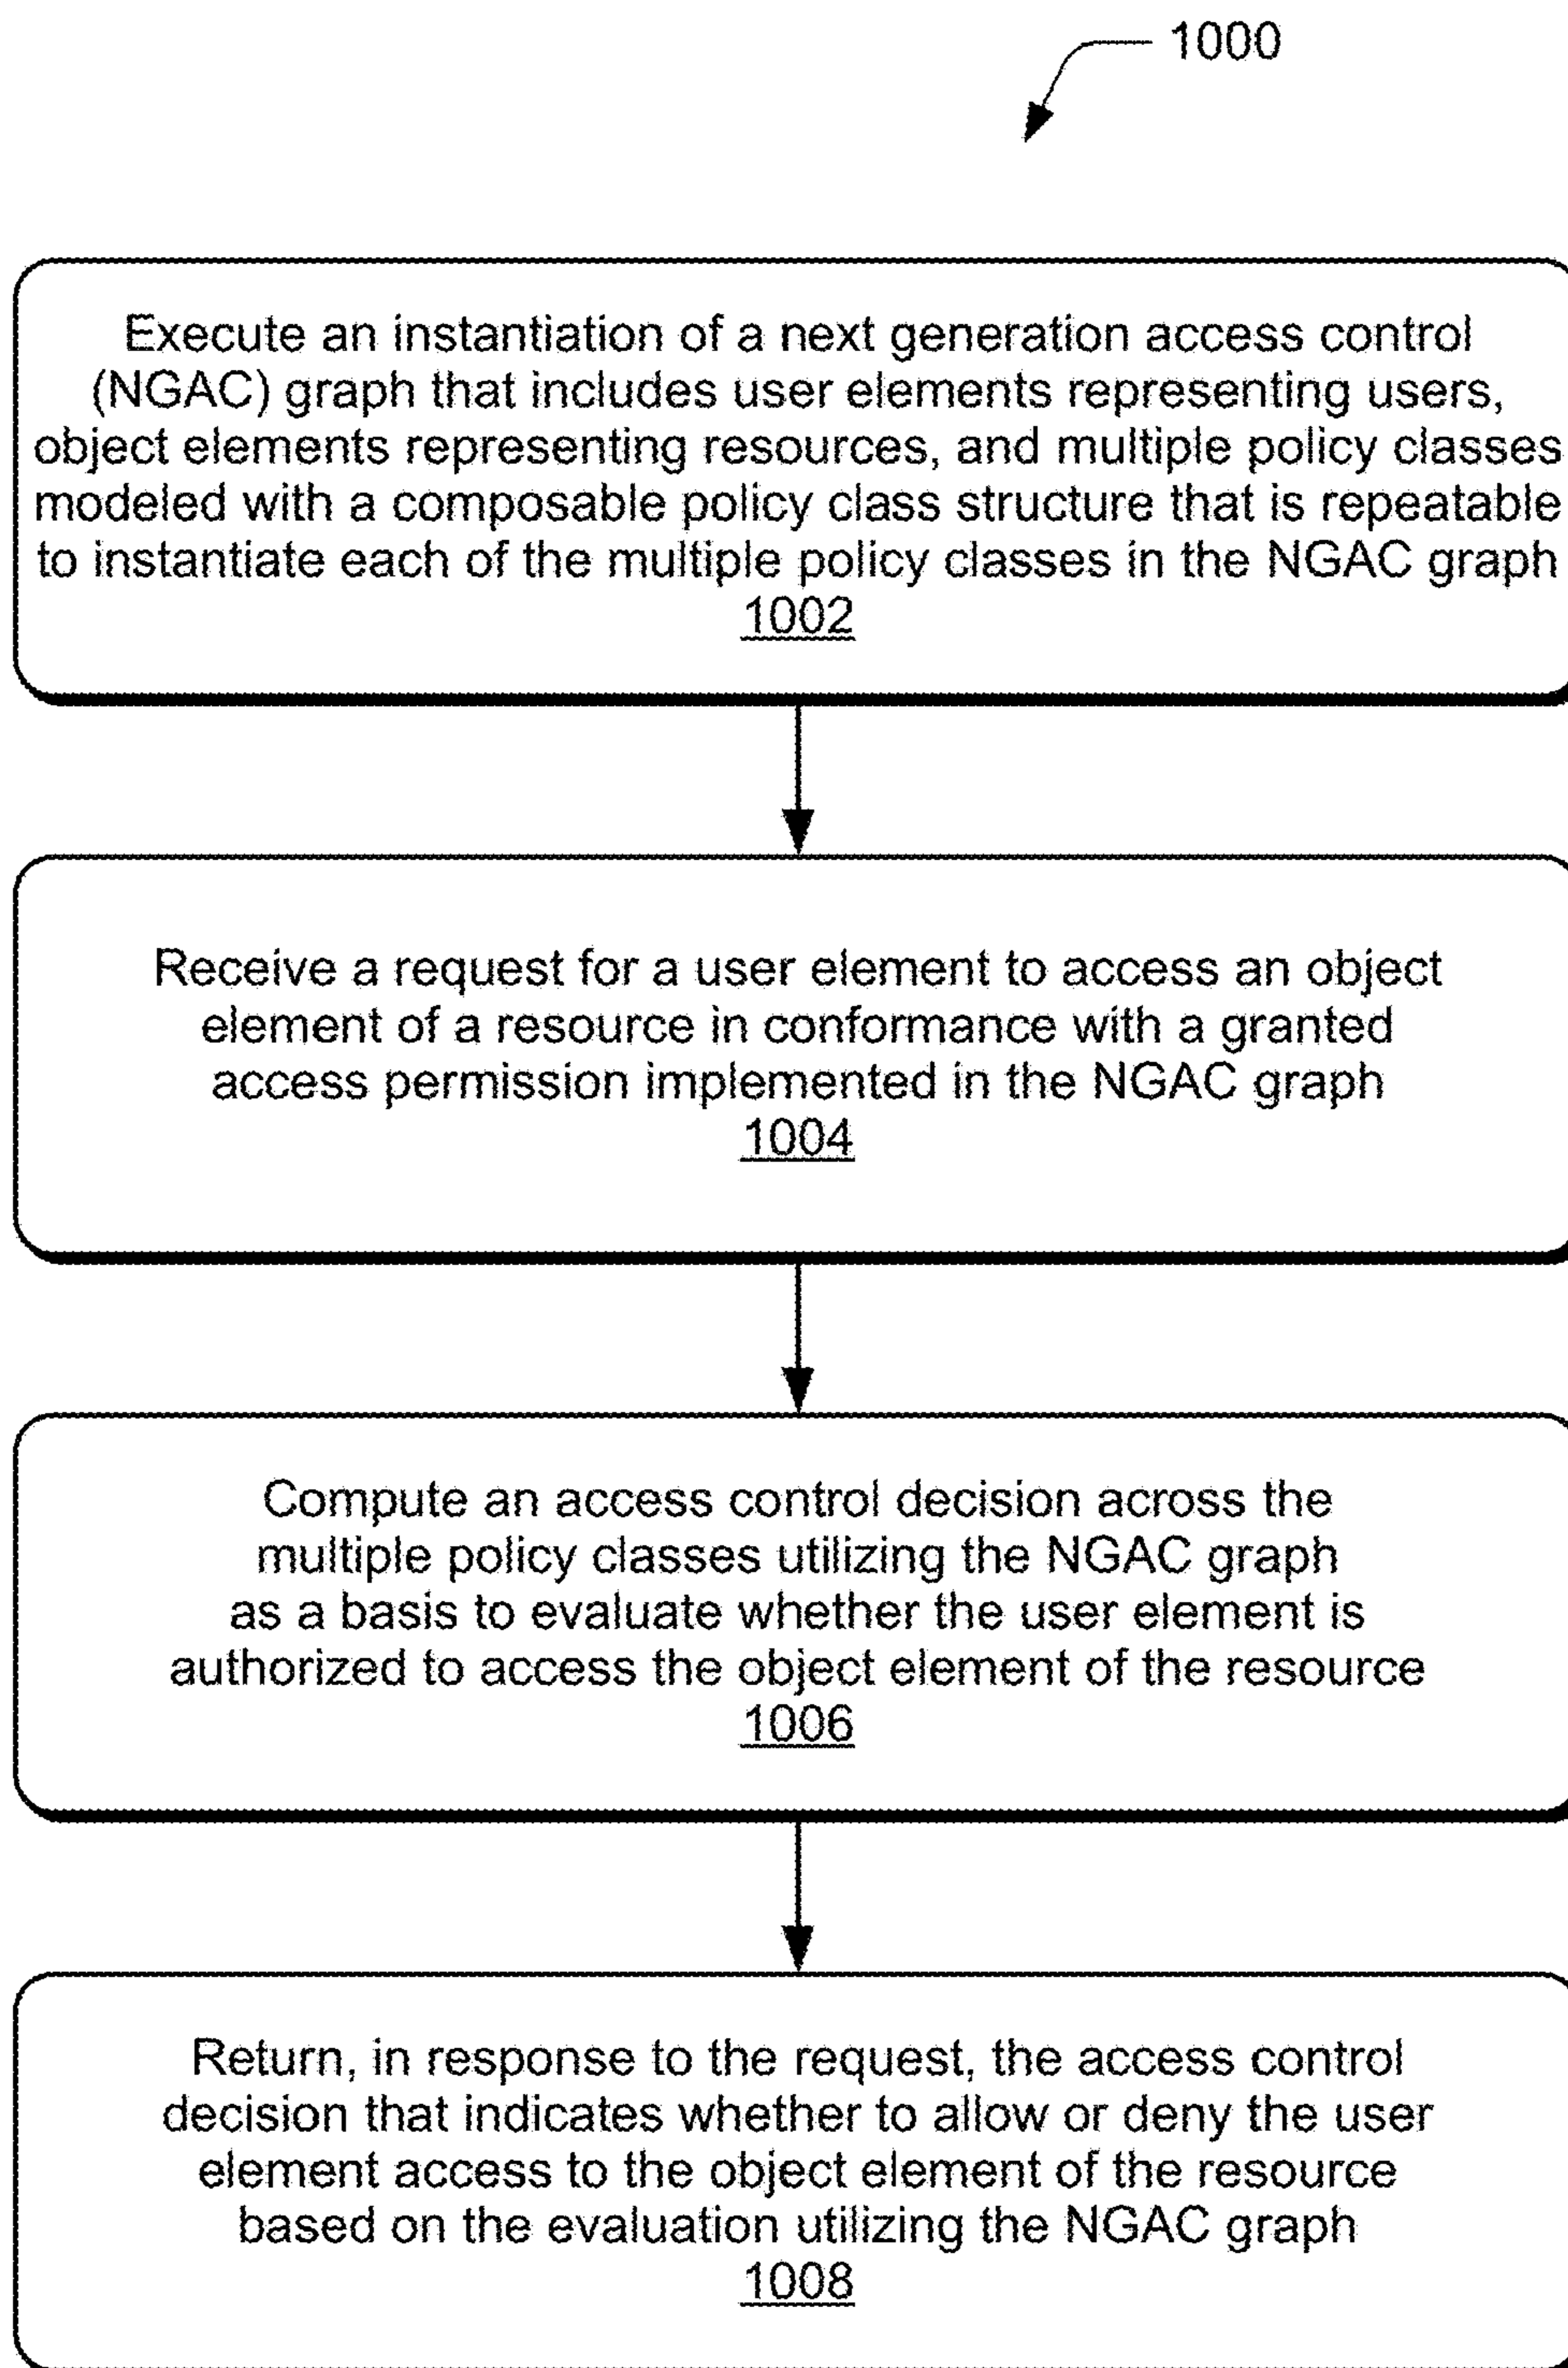 1000
Execute an instantiation of a next generation access control
(NGAC) graph that includes user elements representing users,
object elements representing resources, and multiple policy classes
modeled with a composable policy class structure that is repeatable
to instantiate each of the multiple policy classes in the NGAC graph
1002
Receive a request for a user element to access an object
element of a resource in conformance with a granted
access permission implemented in the NGAC graph
1004
Compute an access control decision across the
multiple policy classes utilizing the NGAC graph
as a basis to evaluate whether the user element is
authorized to access the object element of the resource
1006
Return, in response to the request, the access control
decision that indicates whether to allow or deny the user
element access to the object element of the resource
based on the evaluation utilizing the NGAC graph
1008